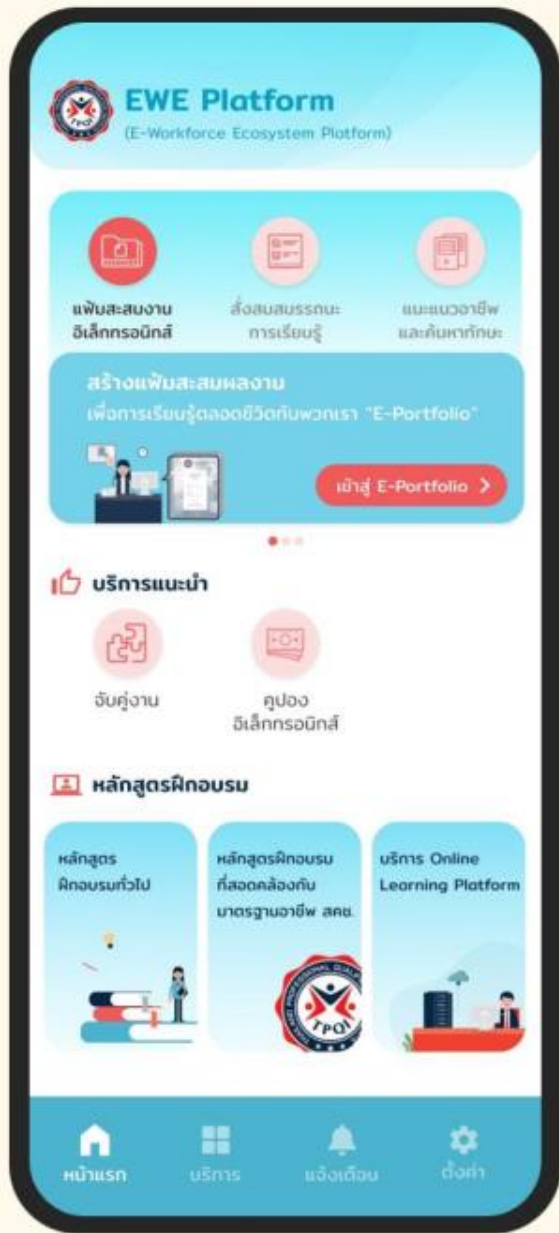 EWE Platform
(E-Workforce Ecosystem Platform)
TPQI
แฟ้มสะสมงาน
อิเล็กทรอนิกส์
สั่งสมสมรรถนะ
การเรียนรู้
แนะแนวอาชีพ
และค้นหาทักษะ
สร้างแฟ้มสะสมผลงาน
เพื่อการเรียนรู้ตลอดชีวิตกับพวกเรา "E-Portfolio"
เข้าสู่ E-Portfolio
บริการแนะนำ
จับคู่งาน
คูปอง
อิเล็กทรอนิกส์
หลักสูตรฝึกอบรม
หลักสูตร
ฝึกอบรมทั่วไป
หลักสูตรฝึกอบรม
ที่สอดคล้องกับ
มาตรฐานอาชีพ สคช.
TPQI
บริการ Online
Learning Platform
หน้าแรก
บริการ
แจ้งเตือน
ตั้งค่า